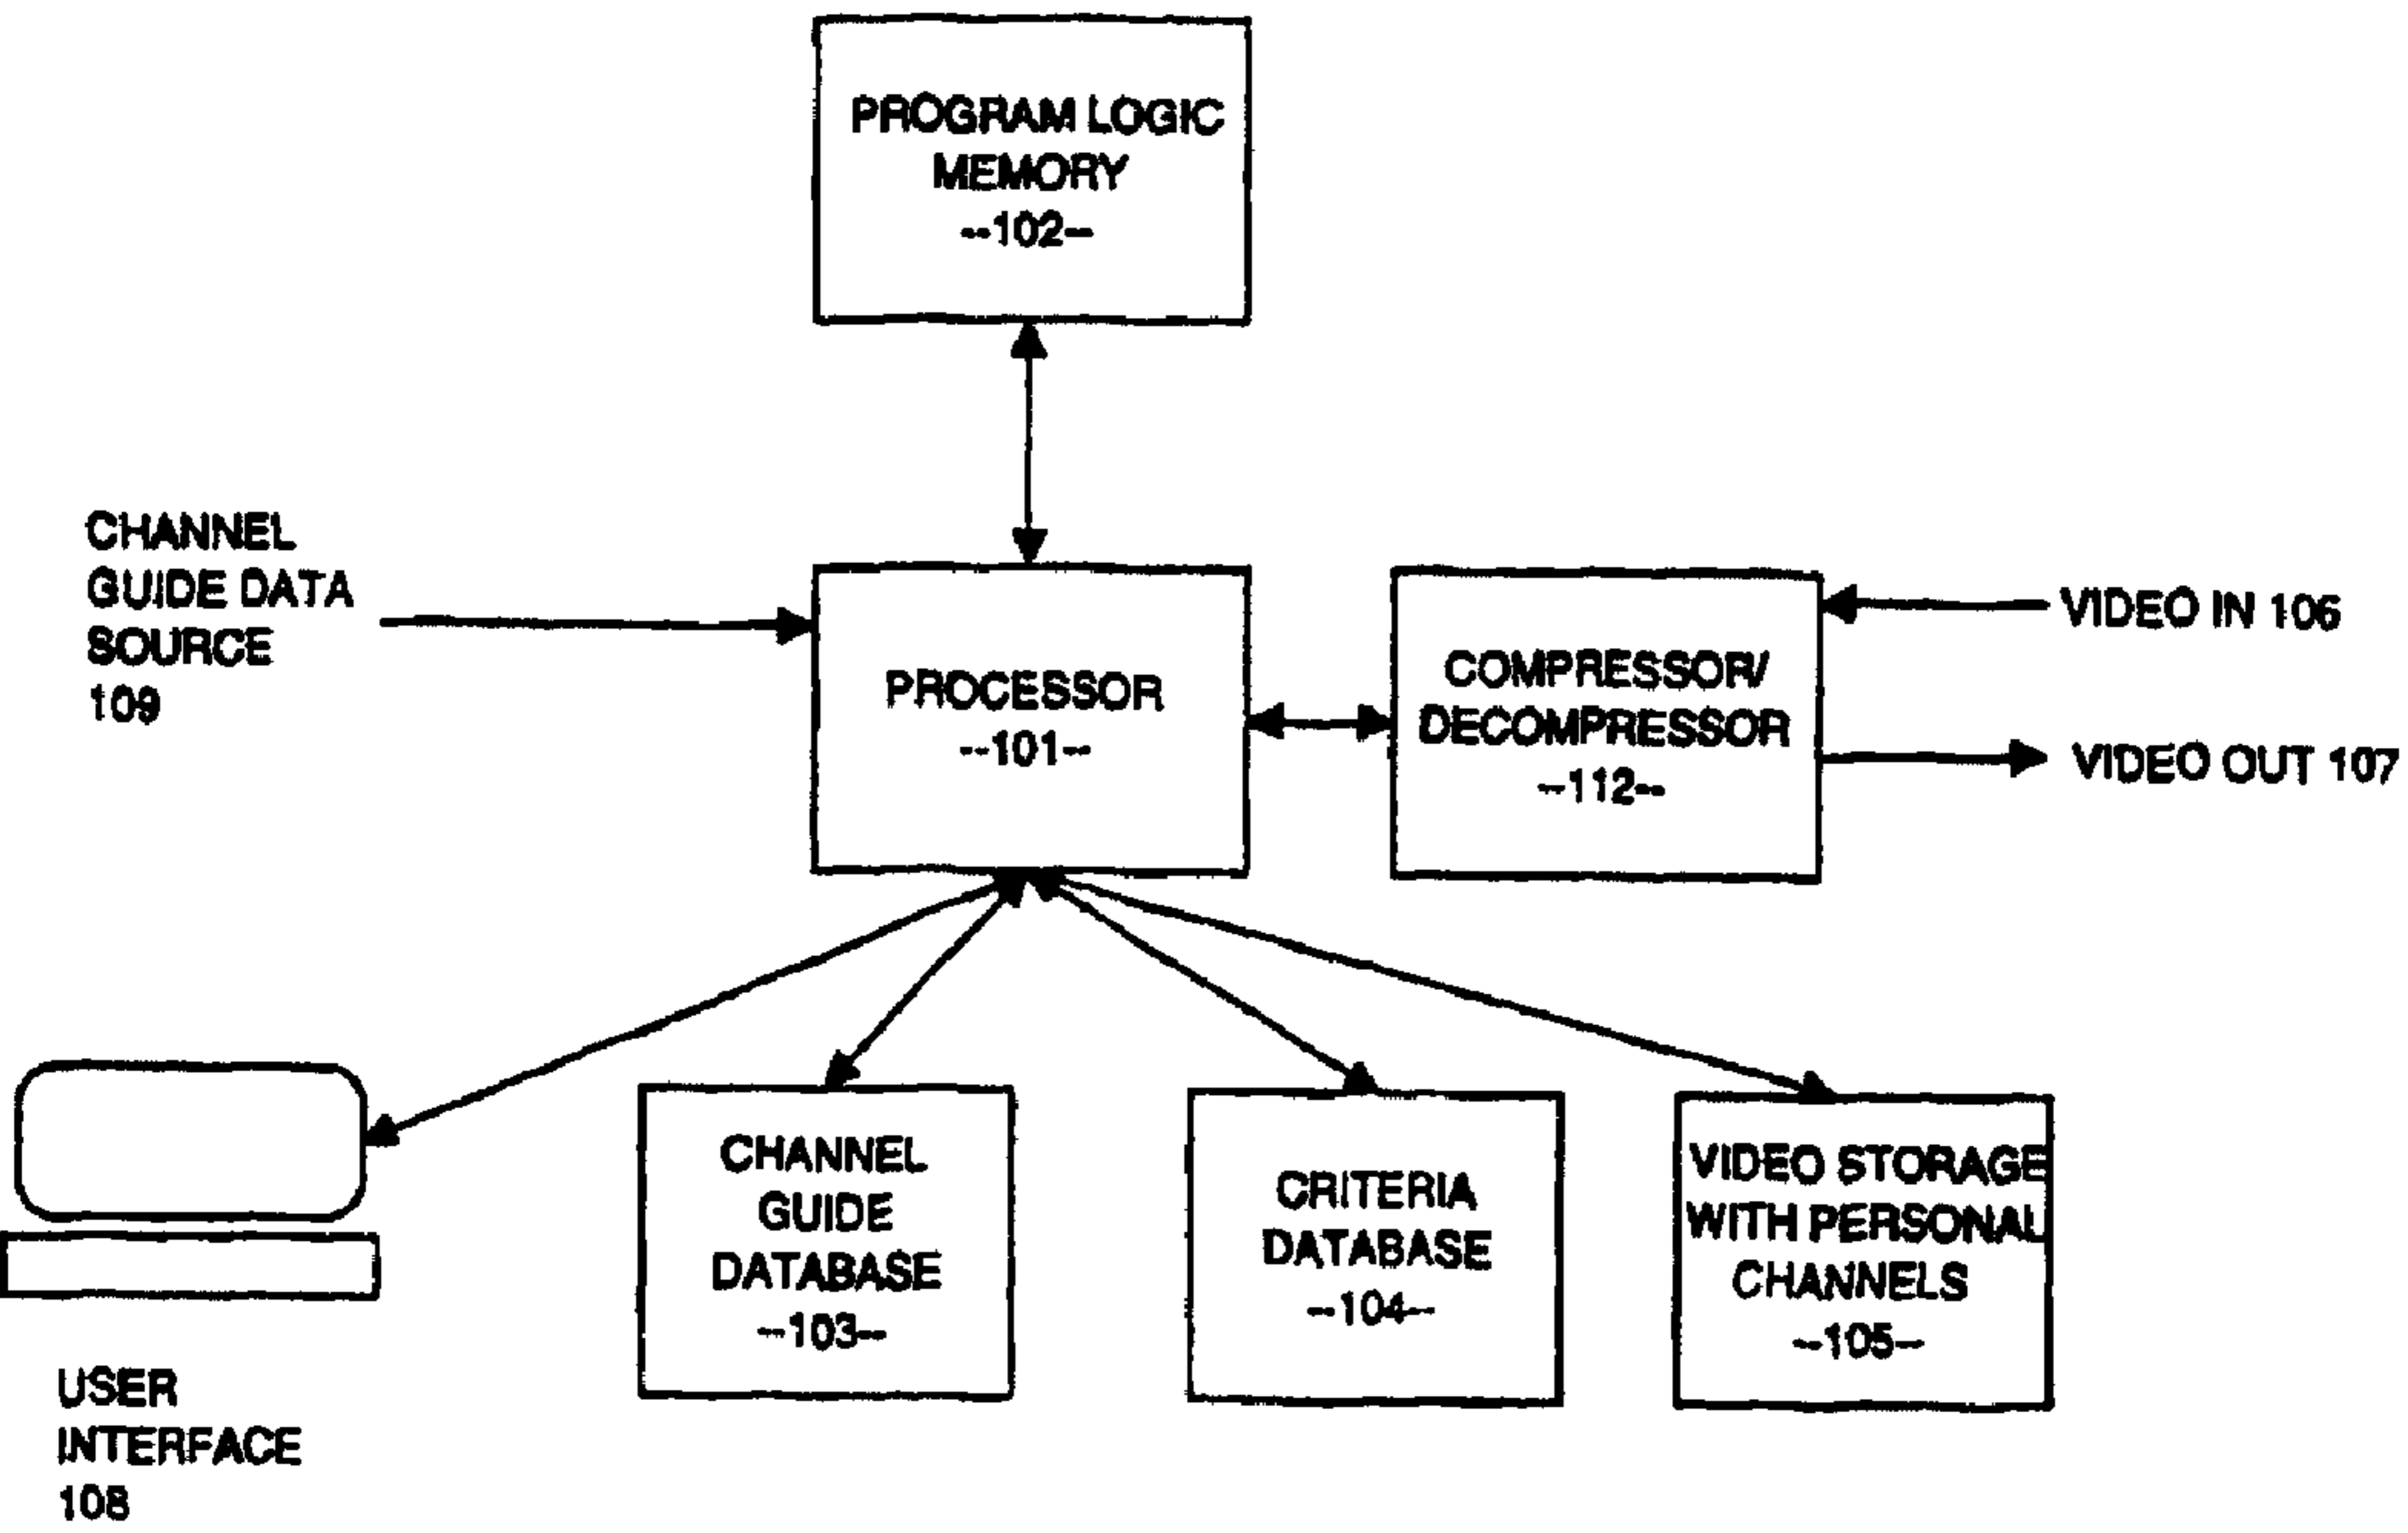 PROGRAM LOGIC
MEMORY
--102--
CHANNEL
GUIDE DATA
SOURCE
109
PROCESSOR
--101--
COMPRESSOR/
DECOMPRESSOR
--112--
VIDEO IN 106
VIDEO OUT 107
USER
INTERFACE
108
CHANNEL
GUIDE
DATABASE
--103--
CRITERIA
DATABASE
--104--
VIDEO STORAGE
WITH PERSONAL
CHANNELS
--105--